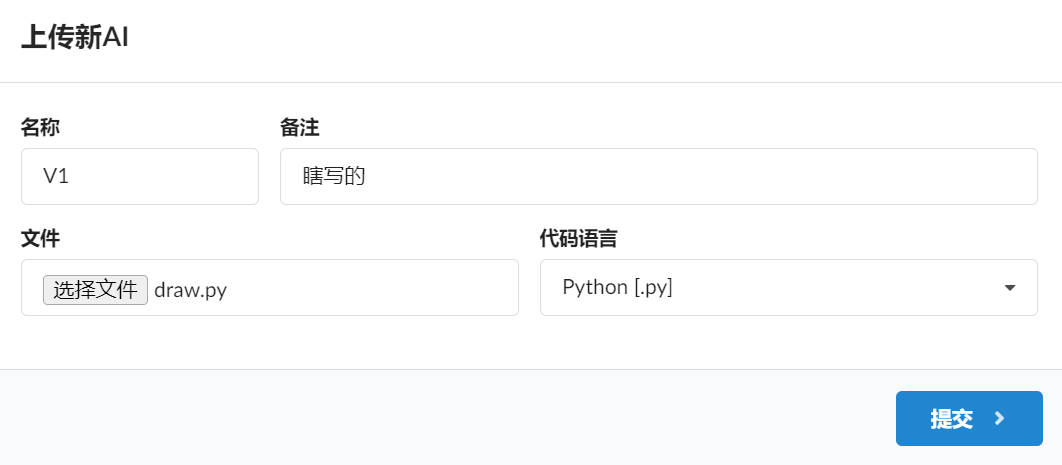 上传新AI
名称
备注
V1
瞎写的
文件
代码语言
选择文件 draw.py
Python [.py]
提交